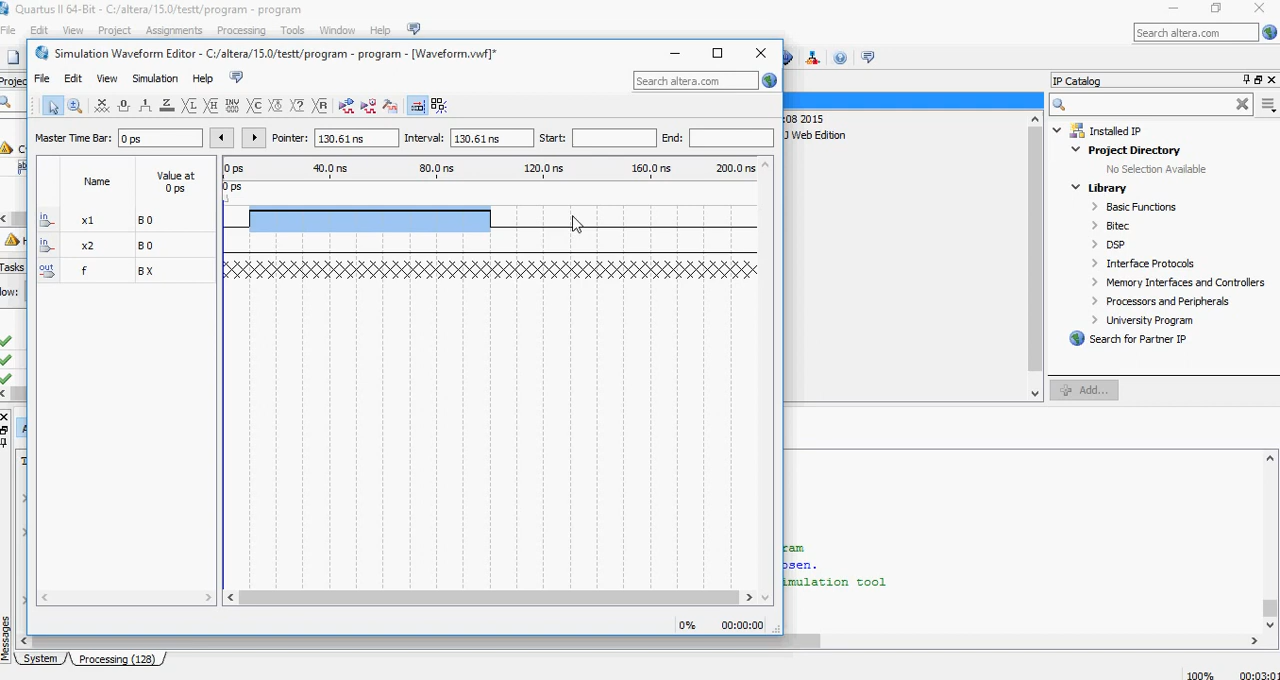 Quartus II 64-Bit - C:/altera/15.0/testt/program - program
File Edit View Project Assignments Processing Tools Window Help
Search altera.com
Simulation Waveform Editor - C:/altera/15.0/testt/program - program - [Waveform.vwf]*
File Edit View Simulation Help
Search altera.com
Master Time Bar: 0 ps Pointer: 130.61 ns Interval: 130.61 ns Start: End:
Name Value at
0 ps
0 ps 40.0 ns 80.0 ns 120.0 ns 160.0 ns 200.0 ns
0 ps
in x1 B 0
in x2 B 0
out f B X
0% 00:00:00
:08 2015
J Web Edition
IP Catalog
Installed IP
Project Directory
No Selection Available
Library
Basic Functions
Bitec
DSP
Interface Protocols
Memory Interfaces and Controllers
Processors and Peripherals
University Program
Search for Partner IP
Add...
Tasks
low:
ram
osen.
imulation tool
Messages
System Processing (128)
100% 00:03:01